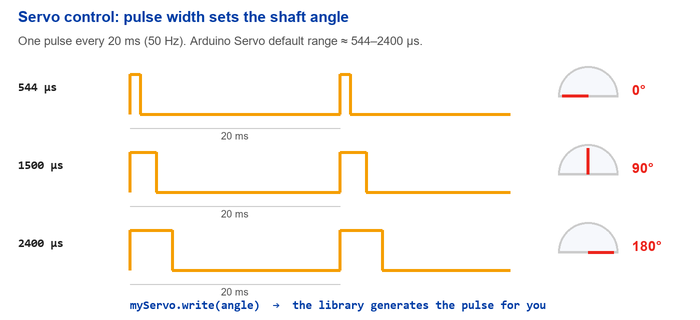 Servo control: pulse width sets the shaft angle
One pulse every 20 ms (50 Hz). Arduino Servo default range ≈ 544–2400 µs.
544 µs
0°
20 ms
1500 µs
90°
20 ms
2400 µs
180°
20 ms
myServo.write(angle) → the library generates the pulse for you